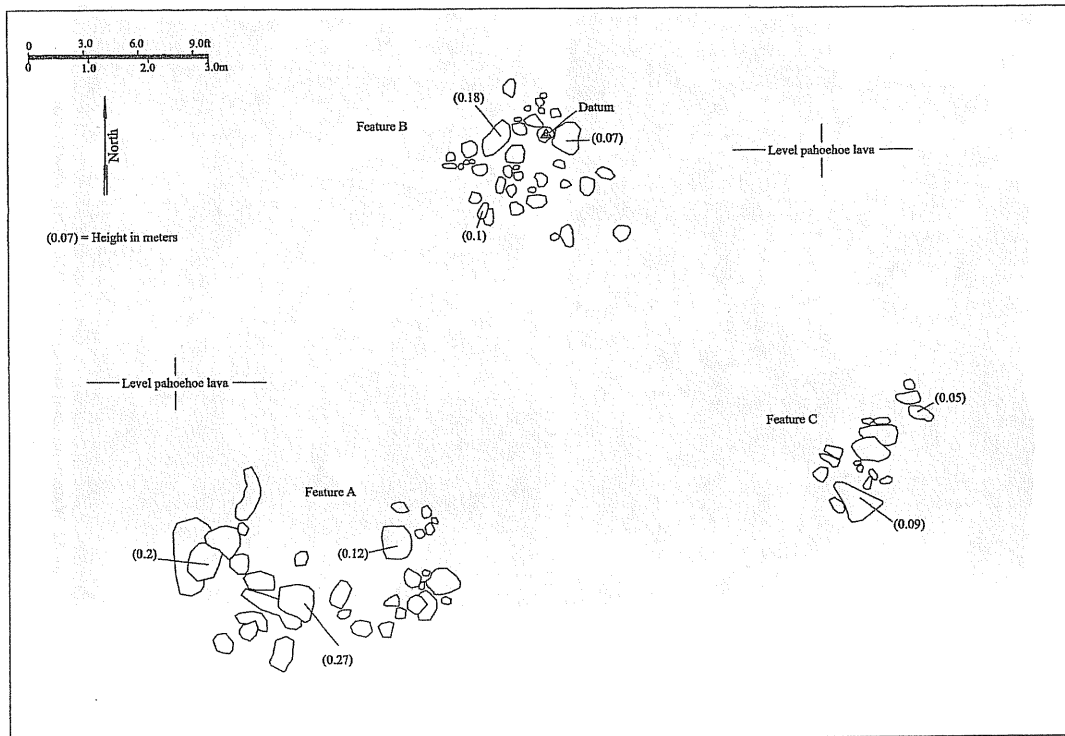 0 3.0 6.0 9.0ft
0 1.0 2.0 3.0m
North
(0.07) = Height in meters
Feature B
(0.18)
Datum
(0.07)
(0.1)
Level pahoehoe lava
Level pahoehoe lava
Feature C
(0.05)
(0.09)
Feature A
(0.2)
(0.12)
(0.27)